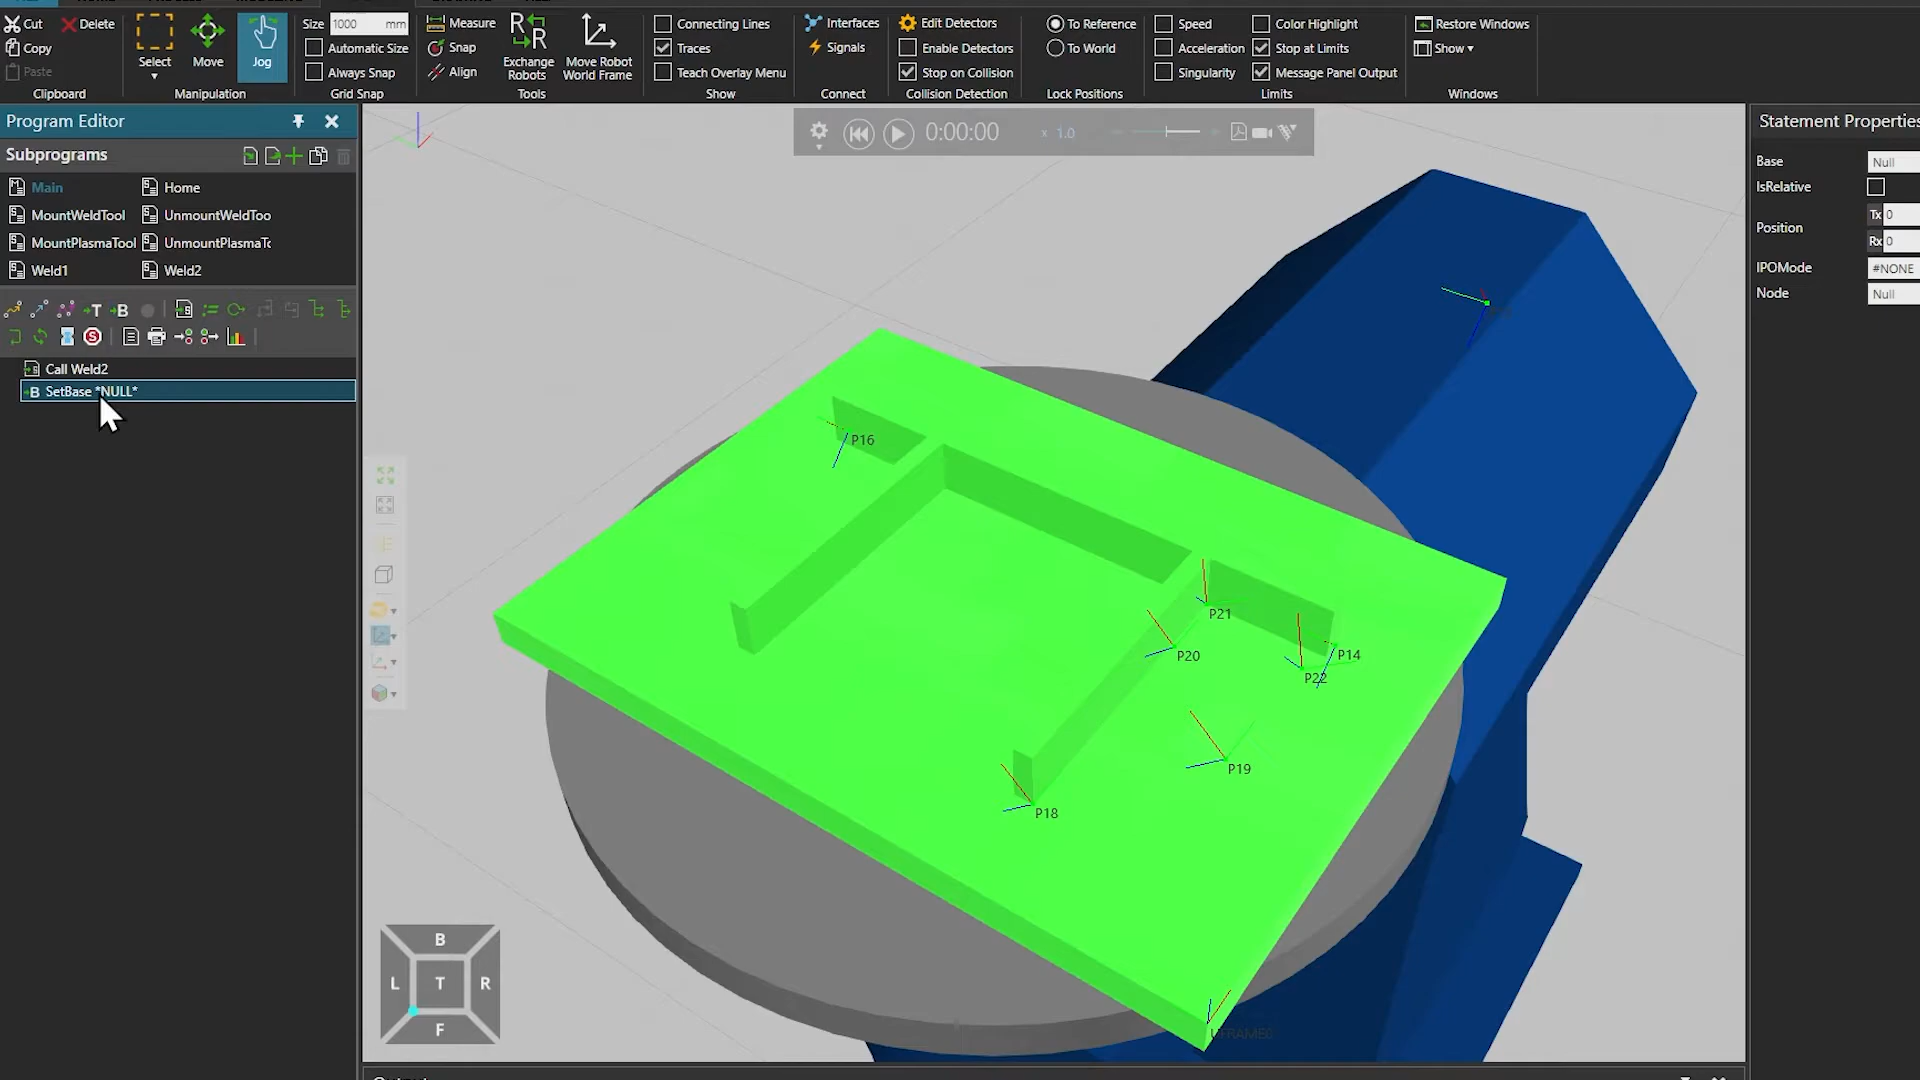 Cut
Delete
Copy
Paste
Clipboard
Select
Move
Jog
Manipulation
Size 1000 mm
Automatic Size
Always Snap
Grid Snap
Measure
Snap
Align
R
R
Exchange
Robots
Move Robot
World Frame
Tools
Connecting Lines
Traces
Teach Overlay Menu
Show
Interfaces
Signals
Connect
Edit Detectors
Enable Detectors
Stop on Collision
Collision Detection
To Reference
To World
Lock Positions
Speed
Acceleration
Singularity
Color Highlight
Stop at Limits
Message Panel Output
Limits
Restore Windows
Show
Windows
Program Editor
Subprograms
Main
Home
MountWeldTool
UnmountWeldToo
MountPlasmaTool
UnmountPlasmaTc
Weld1
Weld2
T
B
Call Weld2
B SetBase *NULL*
0:00:00
x 1.0
P16
P21
P20
P14
P22
P19
P18
B
L T R
F
Statement Properties
Base Null
IsRelative
Position
Tx 0
Rx 0
IPOMode #NONE
Node Null